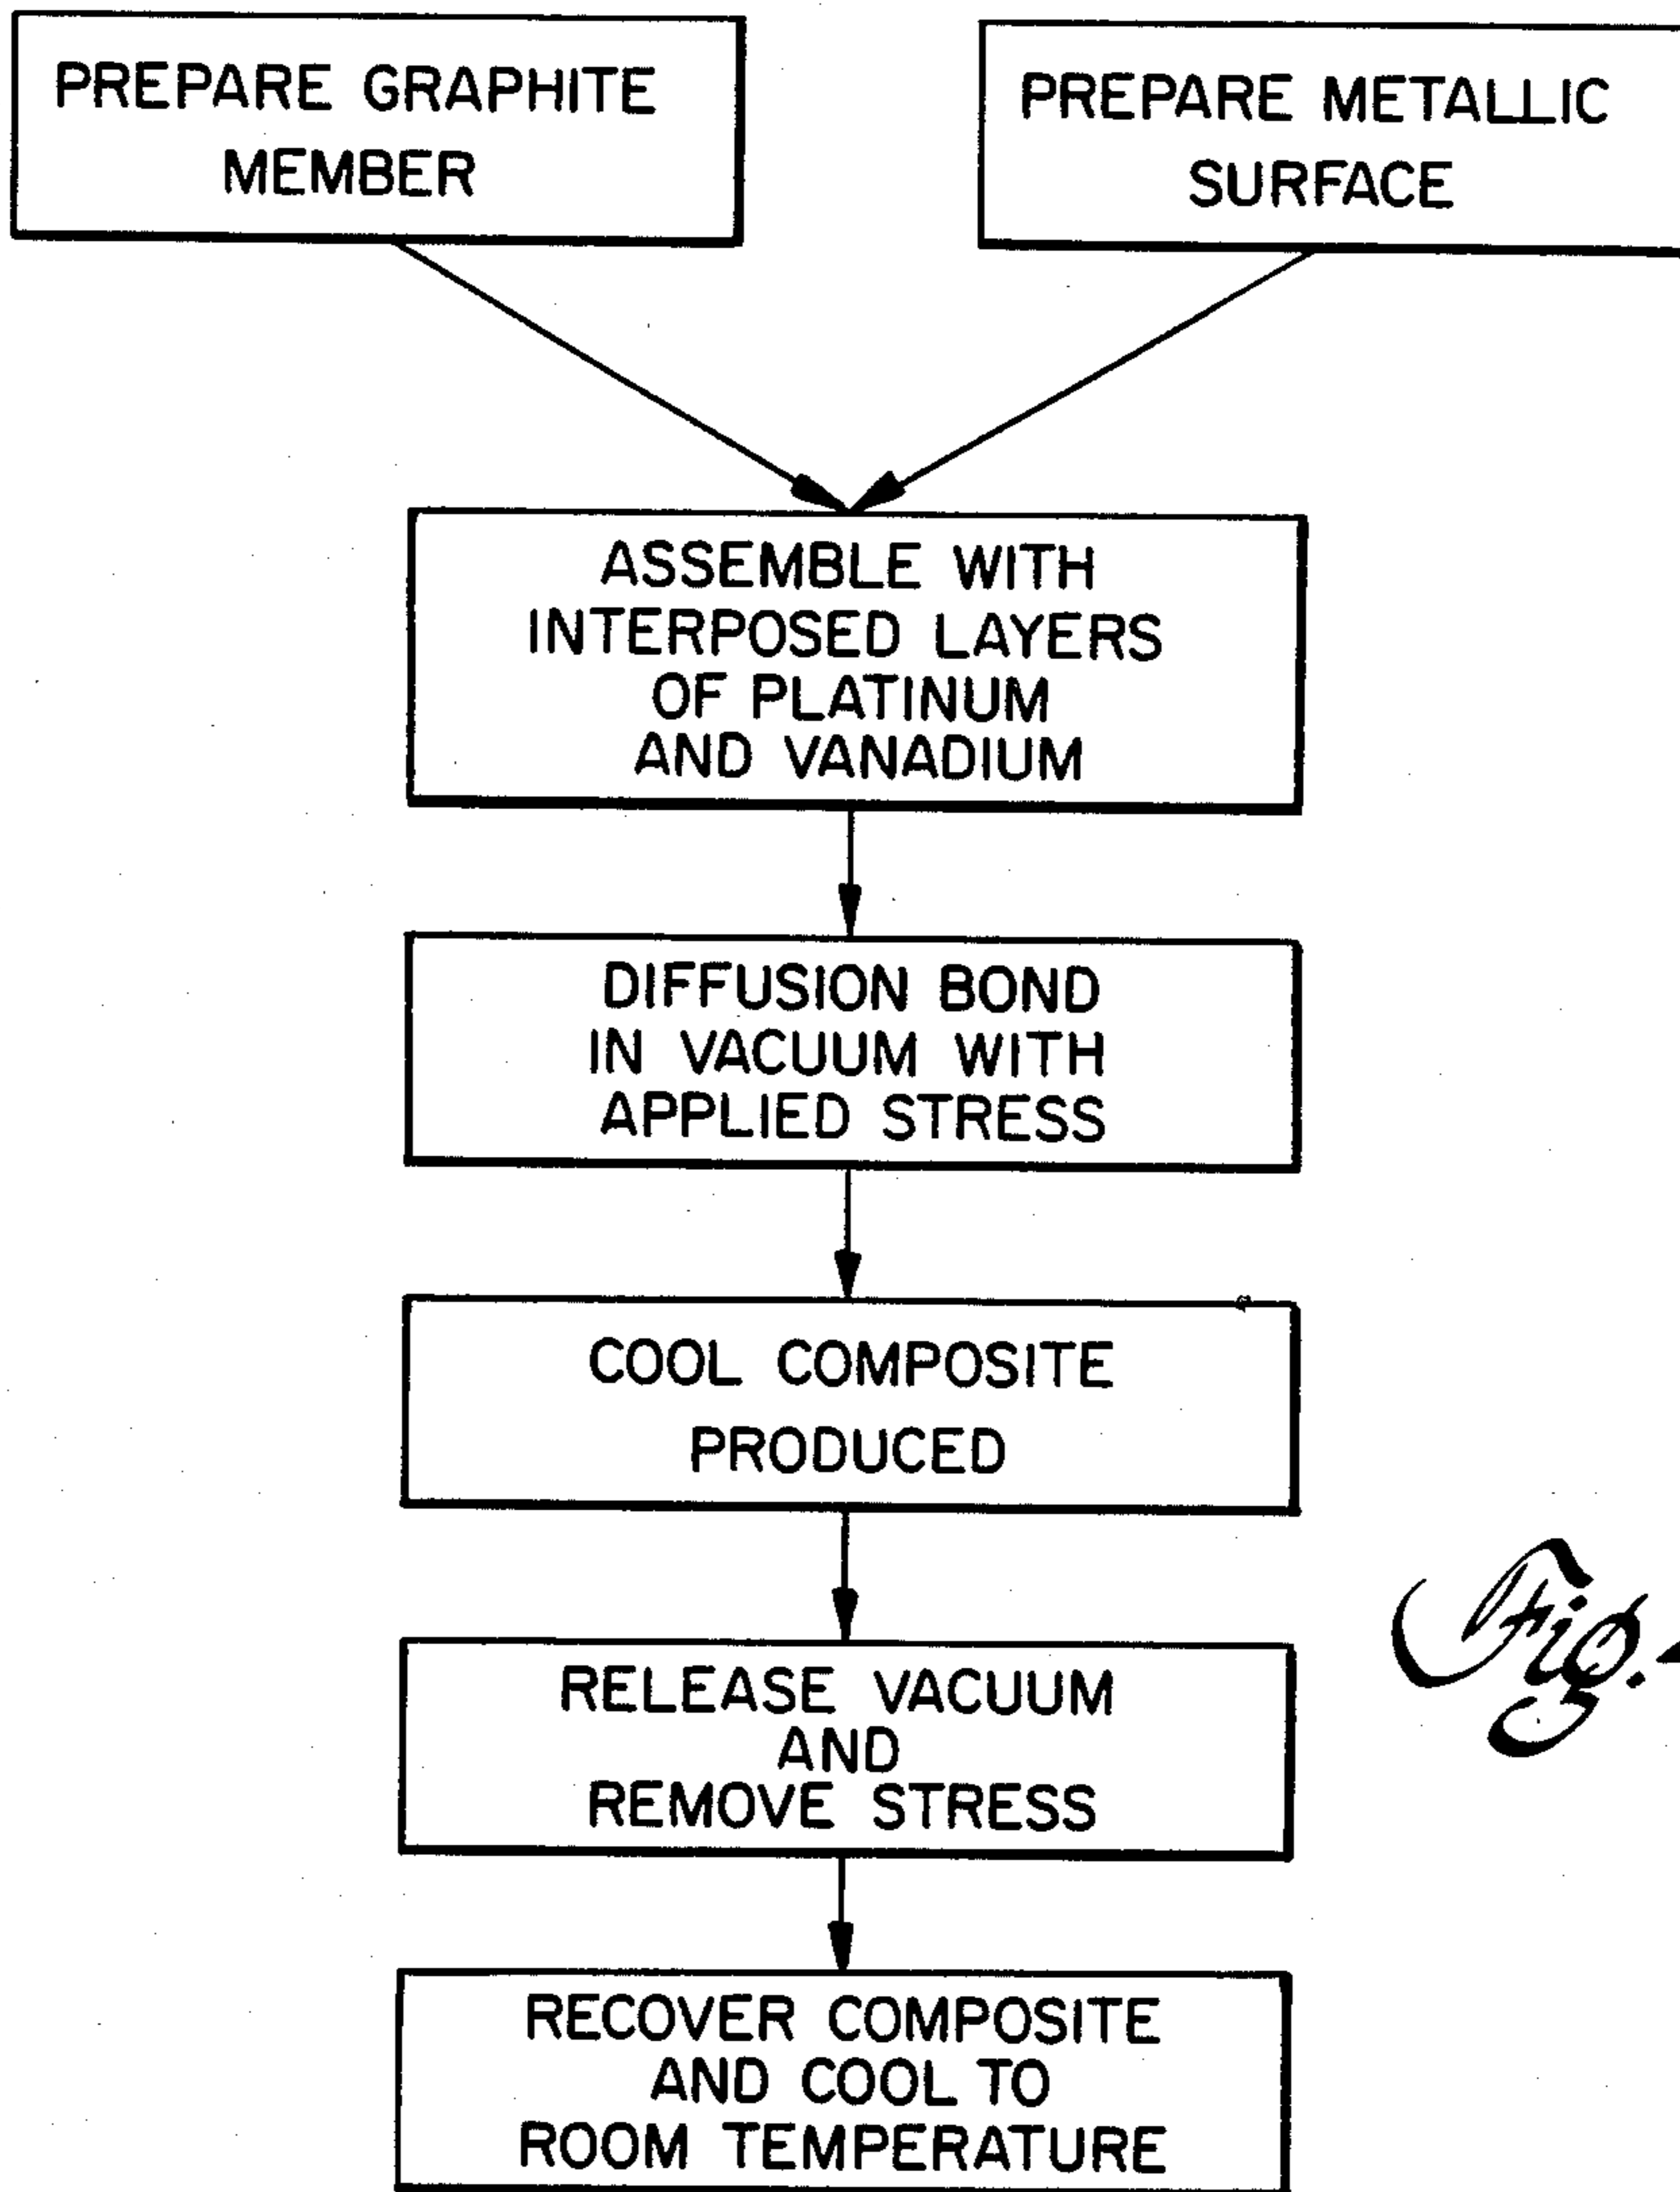 PREPARE GRAPHITE
MEMBER
PREPARE METALLIC
SURFACE
ASSEMBLE WITH
INTERPOSED LAYERS
OF PLATINUM
AND VANADIUM
DIFFUSION BOND
IN VACUUM WITH
APPLIED STRESS
COOL COMPOSITE
PRODUCED
RELEASE VACUUM
AND
REMOVE STRESS
RECOVER COMPOSITE
AND COOL TO
ROOM TEMPERATURE
Fig.